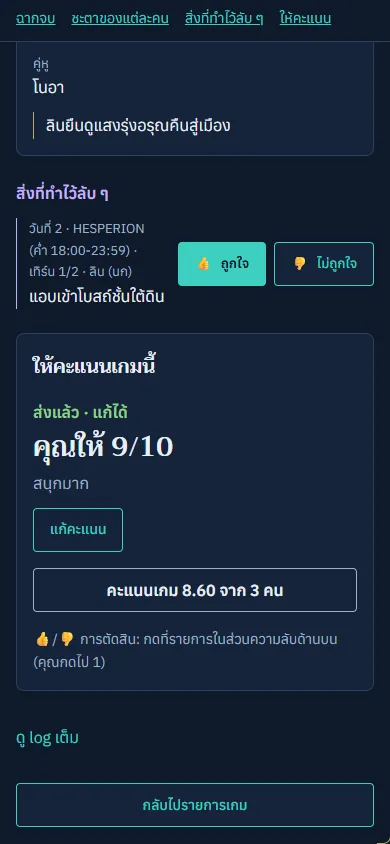 ฉากจบ ชะตาของแต่ละคน สิ่งที่ทำไว้ลับ ๆ ให้คะแนน
คู่หู
โนอา
ลินยืนดูแสงรุ่งอรุณคืนสู่เมือง
สิ่งที่ทำไว้ลับ ๆ
วันที่ 2 · HESPERION
(ค่ำ 18:00-23:59) ·
เทิร์น 1/2 · ลิน (นก)
แอบเข้าโบสถ์ชั้นใต้ดิน
👍 ถูกใจ
👎 ไม่ถูกใจ
ให้คะแนนเกมนี้
ส่งแล้ว · แก้ได้
คุณให้ 9/10
สนุกมาก
แก้คะแนน
คะแนนเกม 8.60 จาก 3 คน
👍/👎 การตัดสิน: กดที่รายการในส่วนความลับด้านบน
(คุณกดไป 1)
ดู log เต็ม
กลับไปรายการเกม